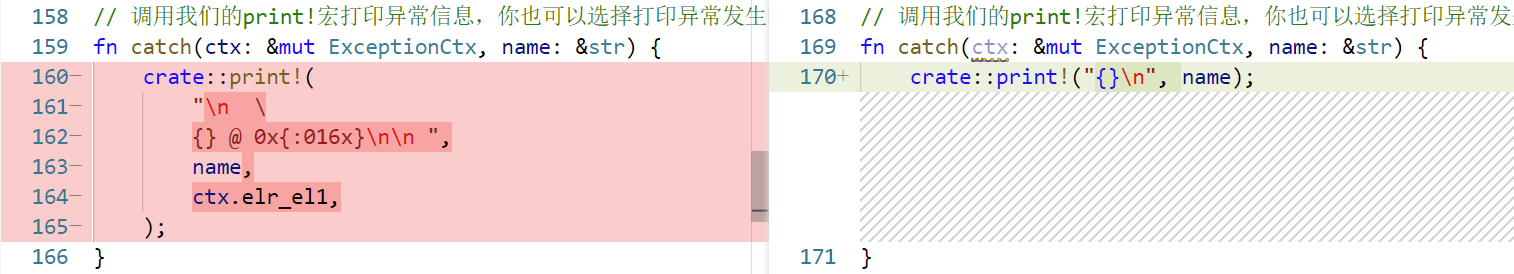 158 // 调用我们的print!宏打印异常信息，你也可以选择打印异常发生
159 fn catch(ctx: &mut ExceptionCtx, name: &str) {
160— crate::print!(
161— "\n  \
162— {} @ 0x{:016x}\n\n ",
163— name,
164— ctx.elr_el1,
165— );
166 }
168 // 调用我们的print!宏打印异常信息，你也可以选择打印异常发
169 fn catch(ctx: &mut ExceptionCtx, name: &str) {
170+ crate::print!("{}\n", name);
171 }